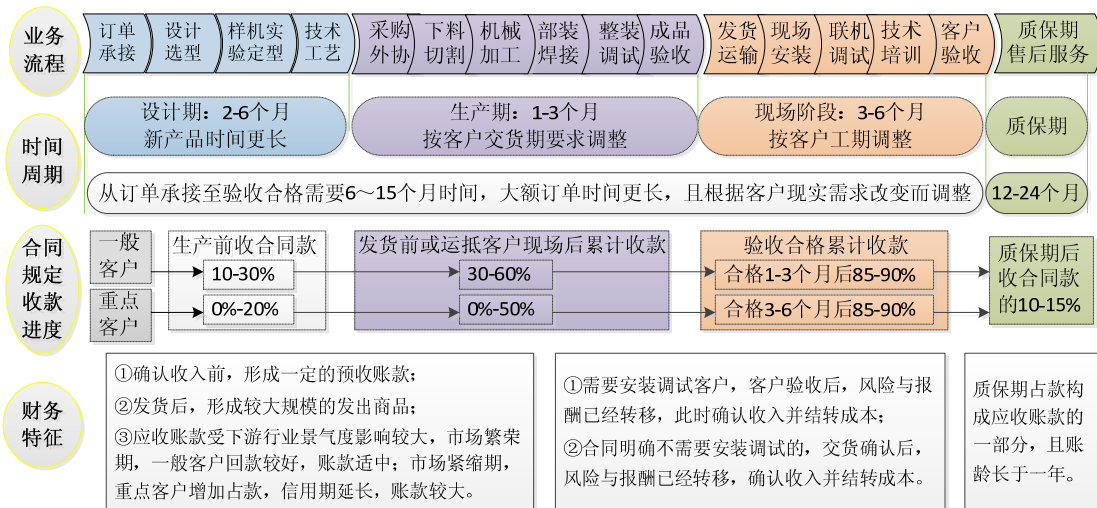 业务
流程
订单
承接
设计
选型
样机实
验定型
技术
工艺
采购
外协
下料
切割
机械
加工
部装
焊接
整装
调试
成品
验收
发货
运输
现场
安装
联机
调试
技术
培训
客户
验收
质保期
售后服务
时间
周期
设计期：2-6个月
新产品时间更长
生产期：1-3个月
按客户交货期要求调整
现场阶段：3-6个月
按客户工期调整
质保期
从订单承接至验收合格需要6～15个月时间，大额订单时间更长，且根据客户现实需求改变而调整
12-24个月
合同
规定
收款
进度
一般
客户
重点
客户
生产前收合同款
10-30%
0%-20%
发货前或运抵客户现场后累计收款
30-60%
0%-50%
验收合格累计收款
合格1-3个月后85-90%
合格3-6个月后85-90%
质保期后
收合同款
的10-15%
财务
特征
①确认收入前，形成一定的预收账款；
②发货后，形成较大规模的发出商品；
③应收账款受下游行业景气度影响较大，市场繁荣
期，一般客户回款较好，账款适中；市场紧缩期，
重点客户增加占款，信用期延长，账款较大。
①需要安装调试客户，客户验收后，风险与报
酬已经转移，此时确认收入并结转成本；
②合同明确不需要安装调试的，交货确认后，
风险与报酬已经转移，确认收入并结转成本。
质保期占款构
成应收账款的
一部分，且账
龄长于一年。